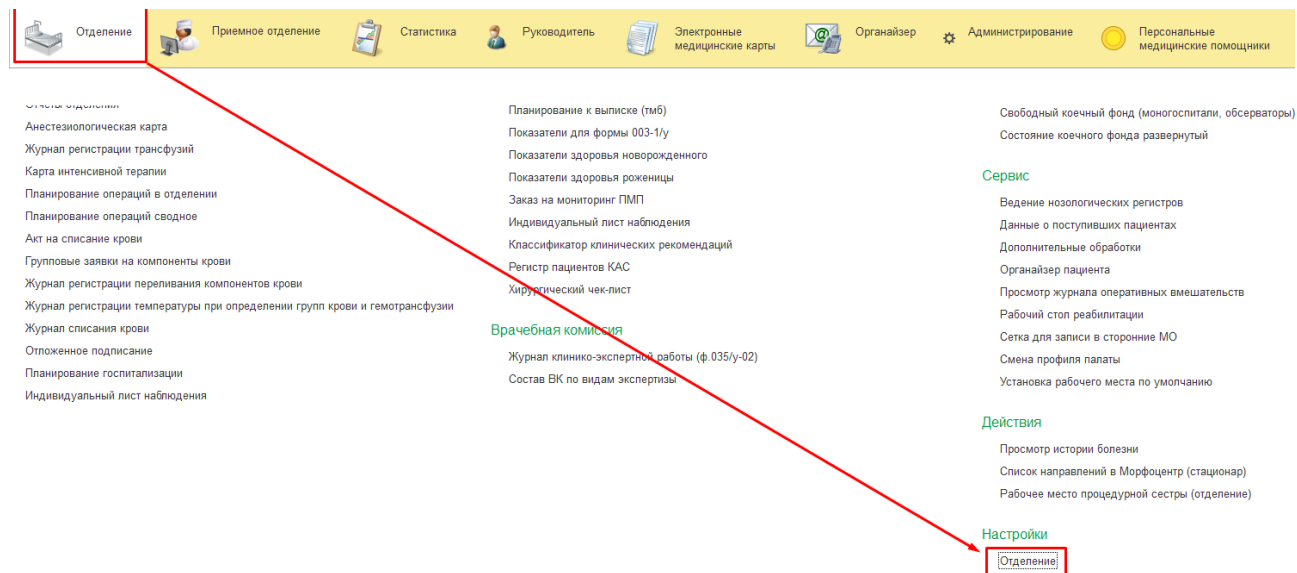 Отделение
Приемное отделение
Статистика
Руководитель
Электронные
медицинские карты
Органайзер
Администрирование
Персональные
медицинские помощники
Отчеты отделения
Анестезиологическая карта
Журнал регистрации трансфузий
Карта интенсивной терапии
Планирование операций в отделении
Планирование операций сводное
Акт на списание крови
Групповые заявки на компоненты крови
Журнал регистрации переливания компонентов крови
Журнал регистрации температуры при определении групп крови и гемотрансфузии
Журнал списания крови
Отложенное подписание
Планирование госпитализации
Индивидуальный лист наблюдения
Планирование к выписке (тмб)
Показатели для формы 003-1/у
Показатели здоровья новорожденного
Показатели здоровья роженицы
Заказ на мониторинг ПМП
Индивидуальный лист наблюдения
Классификатор клинических рекомендаций
Регистр пациентов КАС
Хирургический чек-лист
Врачебная комиссия
Журнал клинико-экспертной работы (ф.035/у-02)
Состав ВК по видам экспертизы
Свободный коечный фонд (моногоспитали, обсерваторы)
Состояние коечного фонда развернутый
Сервис
Ведение нозологических регистров
Данные о поступивших пациентах
Дополнительные обработки
Органайзер пациента
Просмотр журнала оперативных вмешательств
Рабочий стол реабилитации
Сетка для записи в сторонние МО
Смена профиля палаты
Установка рабочего места по умолчанию
Действия
Просмотр истории болезни
Список направлений в Морфоцентр (стационар)
Рабочее место процедурной сестры (отделение)
Настройки
Отделение